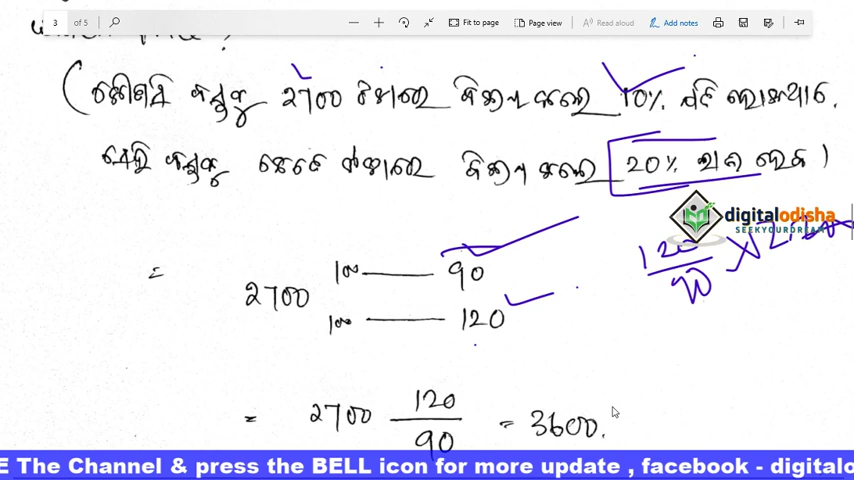 3 of 5
Fit to page
Page view
Read aloud
Add notes
(କୌଣସି ବସ୍ତୁକୁ 2700 ଟଙ୍କାରେ ବିକ୍ରୟ କଲେ 10% କ୍ଷତି ହୋଇଥାଏ.
ସେହି ବସ୍ତୁକୁ କେତେ ଟଙ୍କାରେ ବିକ୍ରୟ କଲେ 20% ଲାଭ ହେବ)
digitalodisha
SEEKYOURDREAM
120/90 X
= 2700 100 —— 90
100 —— 120
= 2700 120/90 = 3600.
E The Channel & press the BELL icon for more update , facebook - digitalo